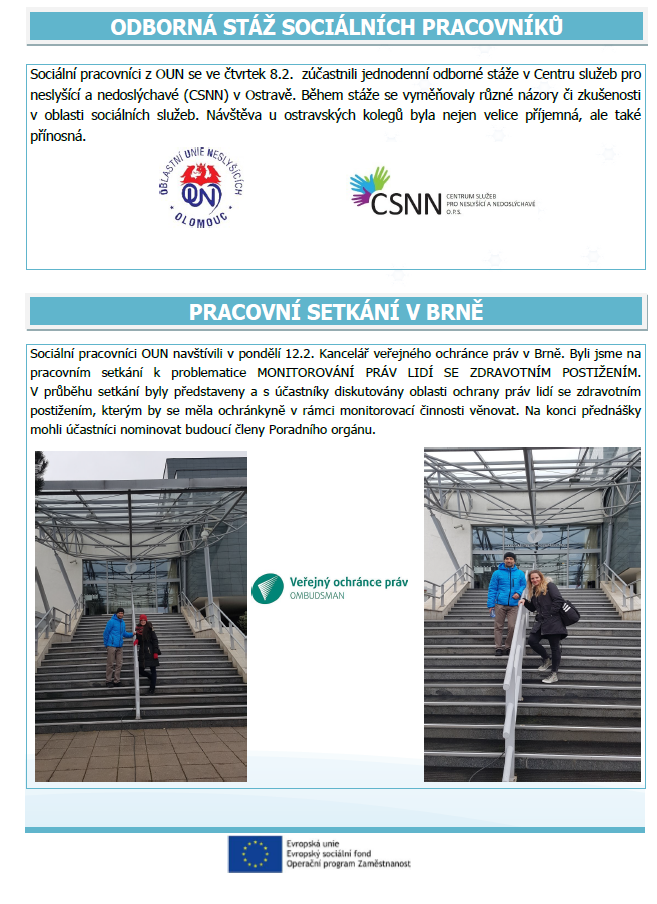 ODBORNÁ STÁŽ SOCIÁLNÍCH PRACOVNÍKŮ
Sociální pracovníci z OUN se ve čtvrtek 8.2. zúčastnili jednodenní odborné stáže v Centru služeb pro
neslyšící a nedoslýchavé (CSNN) v Ostravě. Během stáže se vyměňovaly různé názory či zkušenosti
v oblasti sociálních služeb. Návštěva u ostravských kolegů byla nejen velice příjemná, ale také
přínosná.
OBLASTNÍ UNIE NESLYŠÍCÍCH
OUN
• OLOMOUC •
CSNN
CENTRUM SLUŽEB
PRO NESLYŠÍCÍ A NEDOSLÝCHAVÉ
O.P.S.
PRACOVNÍ SETKÁNÍ V BRNĚ
Sociální pracovníci OUN navštívili v pondělí 12.2. Kancelář veřejného ochránce práv v Brně. Byli jsme na
pracovním setkání k problematice MONITOROVÁNÍ PRÁV LIDÍ SE ZDRAVOTNÍM POSTIŽENÍM.
V průběhu setkání byly představeny a s účastníky diskutovány oblasti ochrany práv lidí se zdravotním
postižením, kterým by se měla ochránkyně v rámci monitorovací činnosti věnovat. Na konci přednášky
mohli účastníci nominovat budoucí členy Poradního orgánu.
Veřejný ochránce práv
OMBUDSMAN
Evropská unie
Evropský sociální fond
Operační program Zaměstnanost